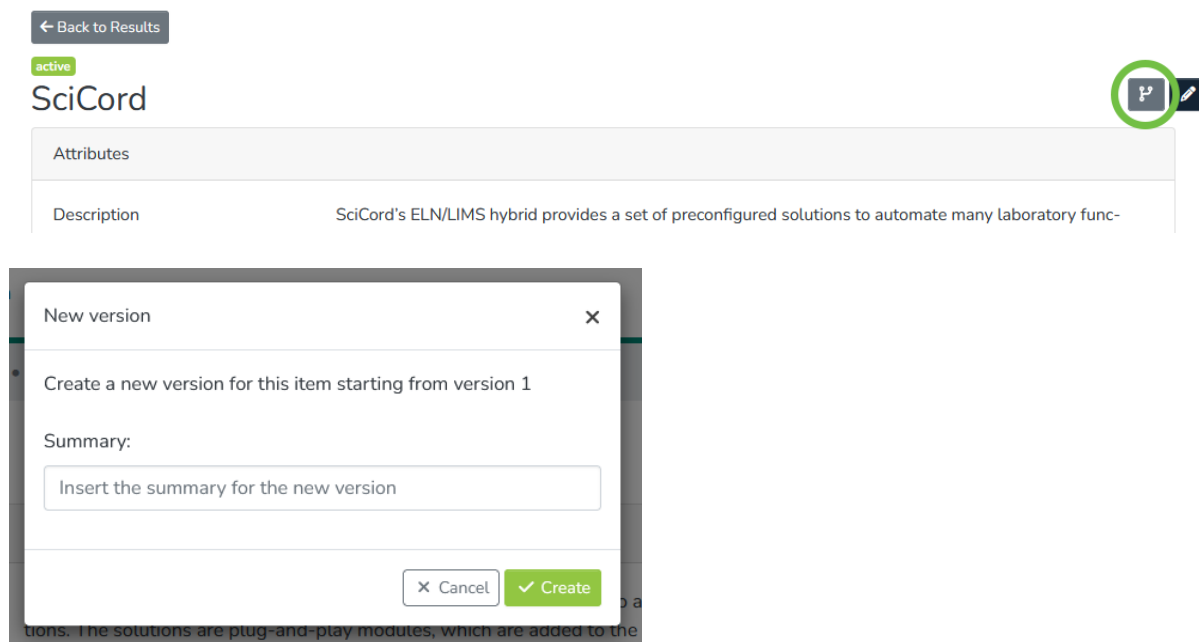 Back to Results
active
SciCord
Attributes
Description SciCord's ELN/LIMS hybrid provides a set of preconfigured solutions to automate many laboratory func-
New version
Create a new version for this item starting from version 1
Summary:
Insert the summary for the new version
Cancel Create
tions. The solutions are plug-and-play modules, which are added to the